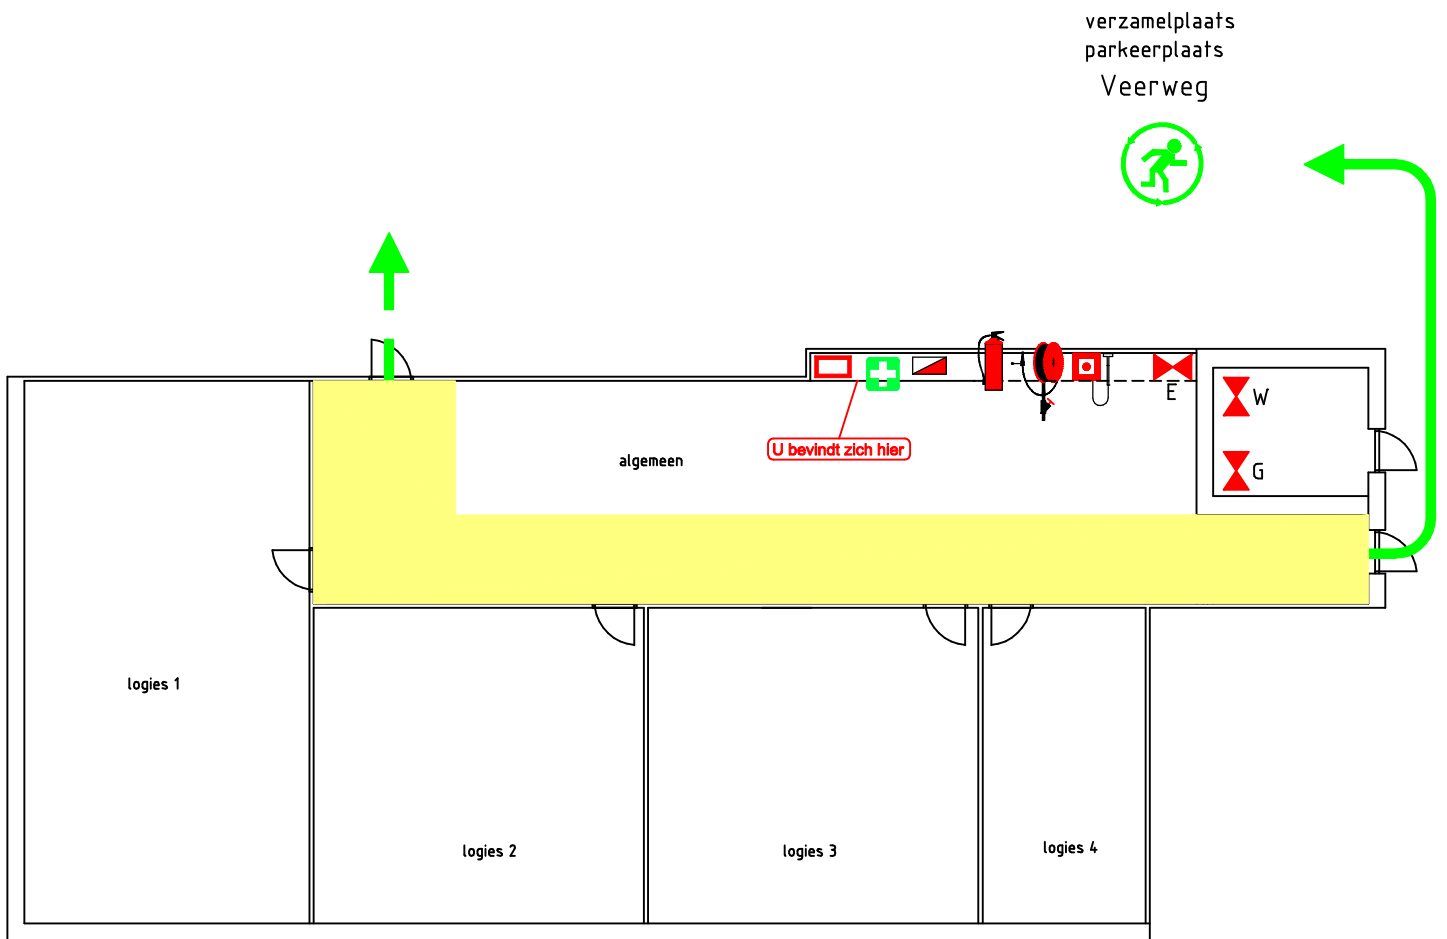 verzamelplaats
parkeerplaats
Veerweg
E
W
G
U bevindt zich hier
algemeen
logies 1
logies 2
logies 3
logies 4